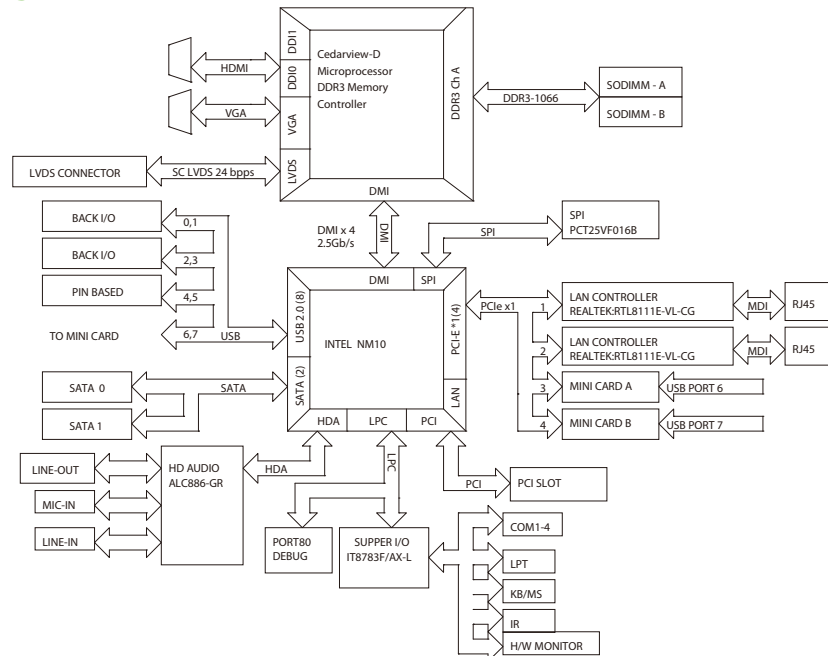 DDI1
DDI0
VGA
LVDS
Cedarview-D
Microprocessor
DDR3 Memory
Controller
DDR3 Ch A
DMI
HDMI
VGA
DDR3-1066
SODIMM - A
SODIMM - B
LVDS CONNECTOR
SC LVDS 24 bpps
DMI x 4
2.5Gb/s
DMI
SPI
SPI
PCT25VF016B
BACK I/O
0,1
BACK I/O
2,3
PIN BASED
4,5
TO MINI CARD
6,7
USB
DMI
SPI
USB 2.0 (8)
SATA (2)
INTEL NM10
PCI-E *1(4)
LAN
HDA
LPC
PCI
PCIe x1
1
LAN CONTROLLER
REALTEK:RTL8111E-VL-CG
MDI
RJ45
2
LAN CONTROLLER
REALTEK:RTL8111E-VL-CG
MDI
RJ45
3
MINI CARD A
USB PORT 6
4
MINI CARD B
USB PORT 7
SATA 0
SATA
SATA 1
LINE-OUT
MIC-IN
LINE-IN
HD AUDIO
ALC886-GR
HDA
LPC
PCI
PCI SLOT
PORT80
DEBUG
SUPPER I/O
IT8783F/AX-L
COM1-4
LPT
KB/MS
IR
H/W MONITOR